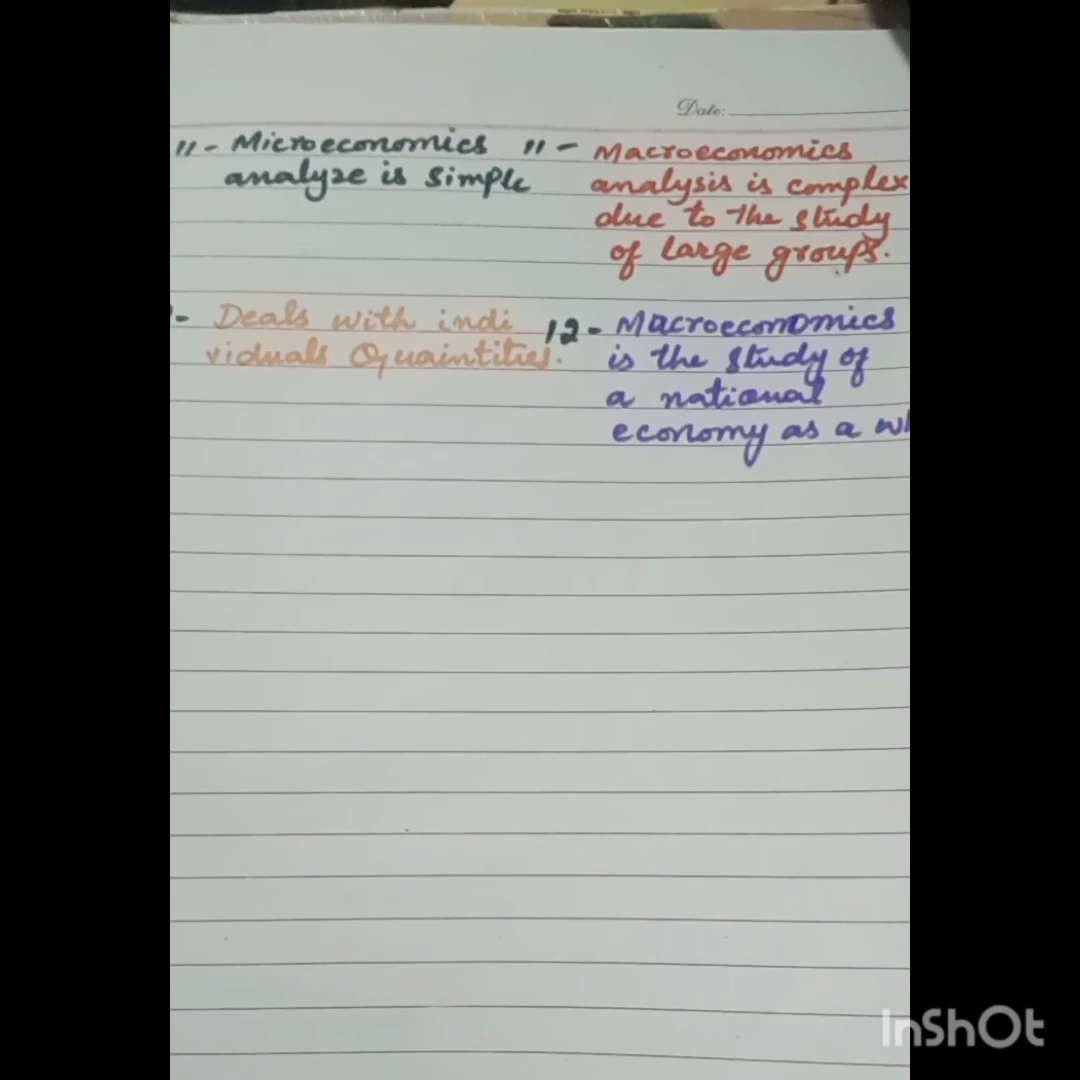 Date:
11- Microeconomics
analyze is simple
11- Macroeconomics
analysis is complex
due to the study
of large groups.
- Deals with indi
viduals Quaintities.
12- Macroeconomics
is the study of
a national
economy as a
InShOt